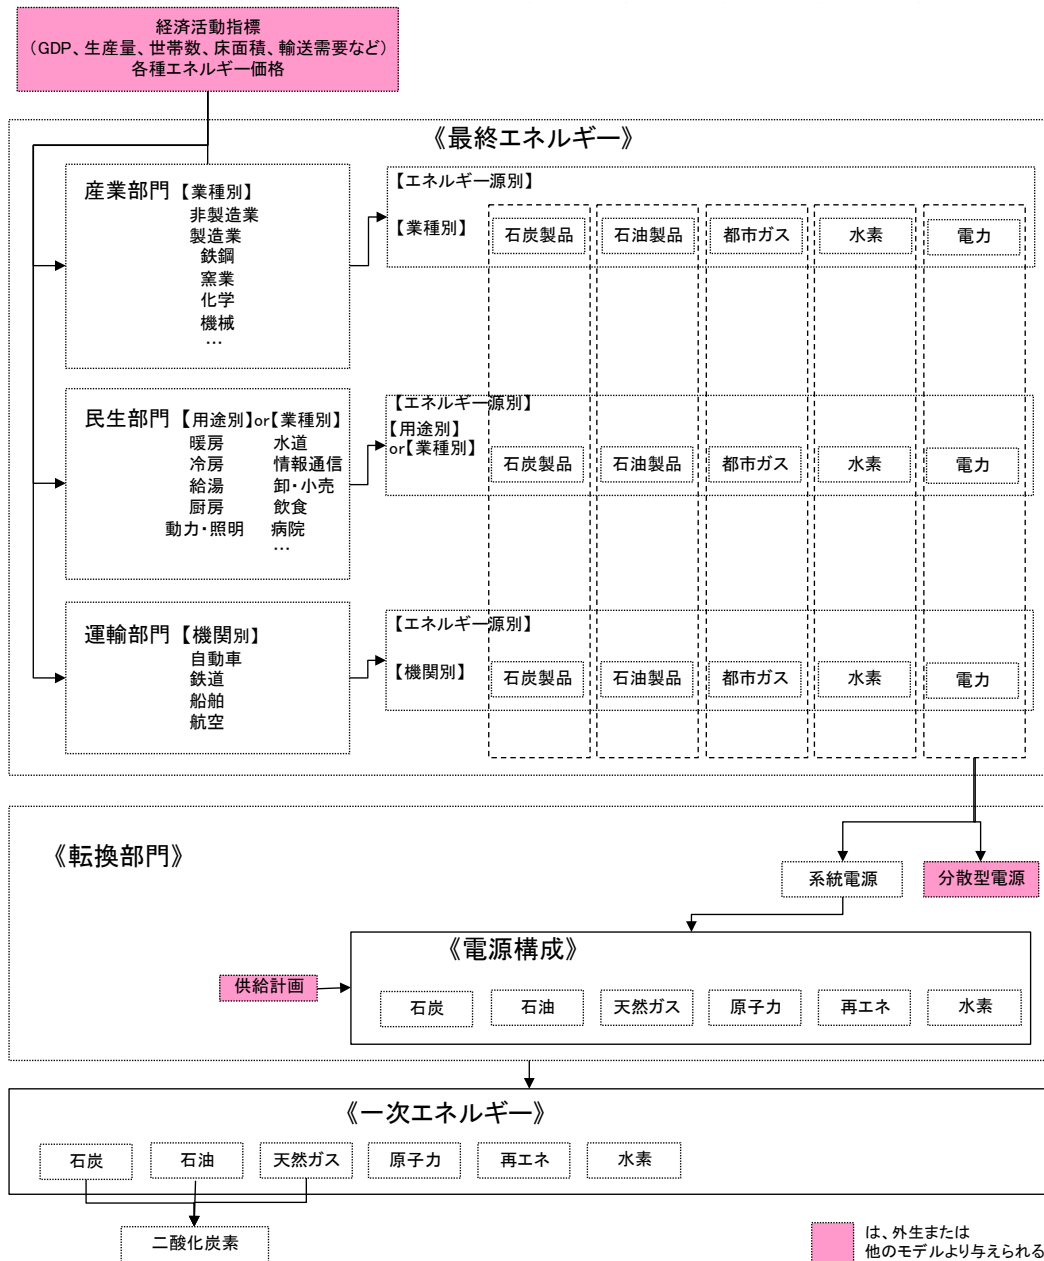 経済活動指標
（GDP、生産量、世帯数、床面積、輸送需要など）
各種エネルギー価格
《最終エネルギー》
産業部門【業種別】
非製造業
製造業
鉄鋼
窯業
化学
機械
…
【エネルギー源別】
【業種別】
石炭製品
石油製品
都市ガス
水素
電力
民生部門【用途別】or【業種別】
暖房 水道
冷房 情報通信
給湯 卸・小売
厨房 飲食
動力・照明 病院
…
【エネルギー源別】
【用途別】
or【業種別】
石炭製品
石油製品
都市ガス
水素
電力
運輸部門【機関別】
自動車
鉄道
船舶
航空
【エネルギー源別】
【機関別】
石炭製品
石油製品
都市ガス
水素
電力
《転換部門》
系統電源
分散型電源
《電源構成》
供給計画
石炭
石油
天然ガス
原子力
再エネ
水素
《一次エネルギー》
石炭
石油
天然ガス
原子力
再エネ
水素
二酸化炭素
は、外生または
他のモデルより与えられる